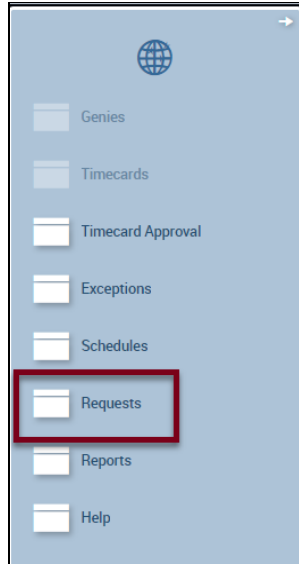 Genies
Timecards
Timecard Approval
Exceptions
Schedules
Requests
Reports
Help